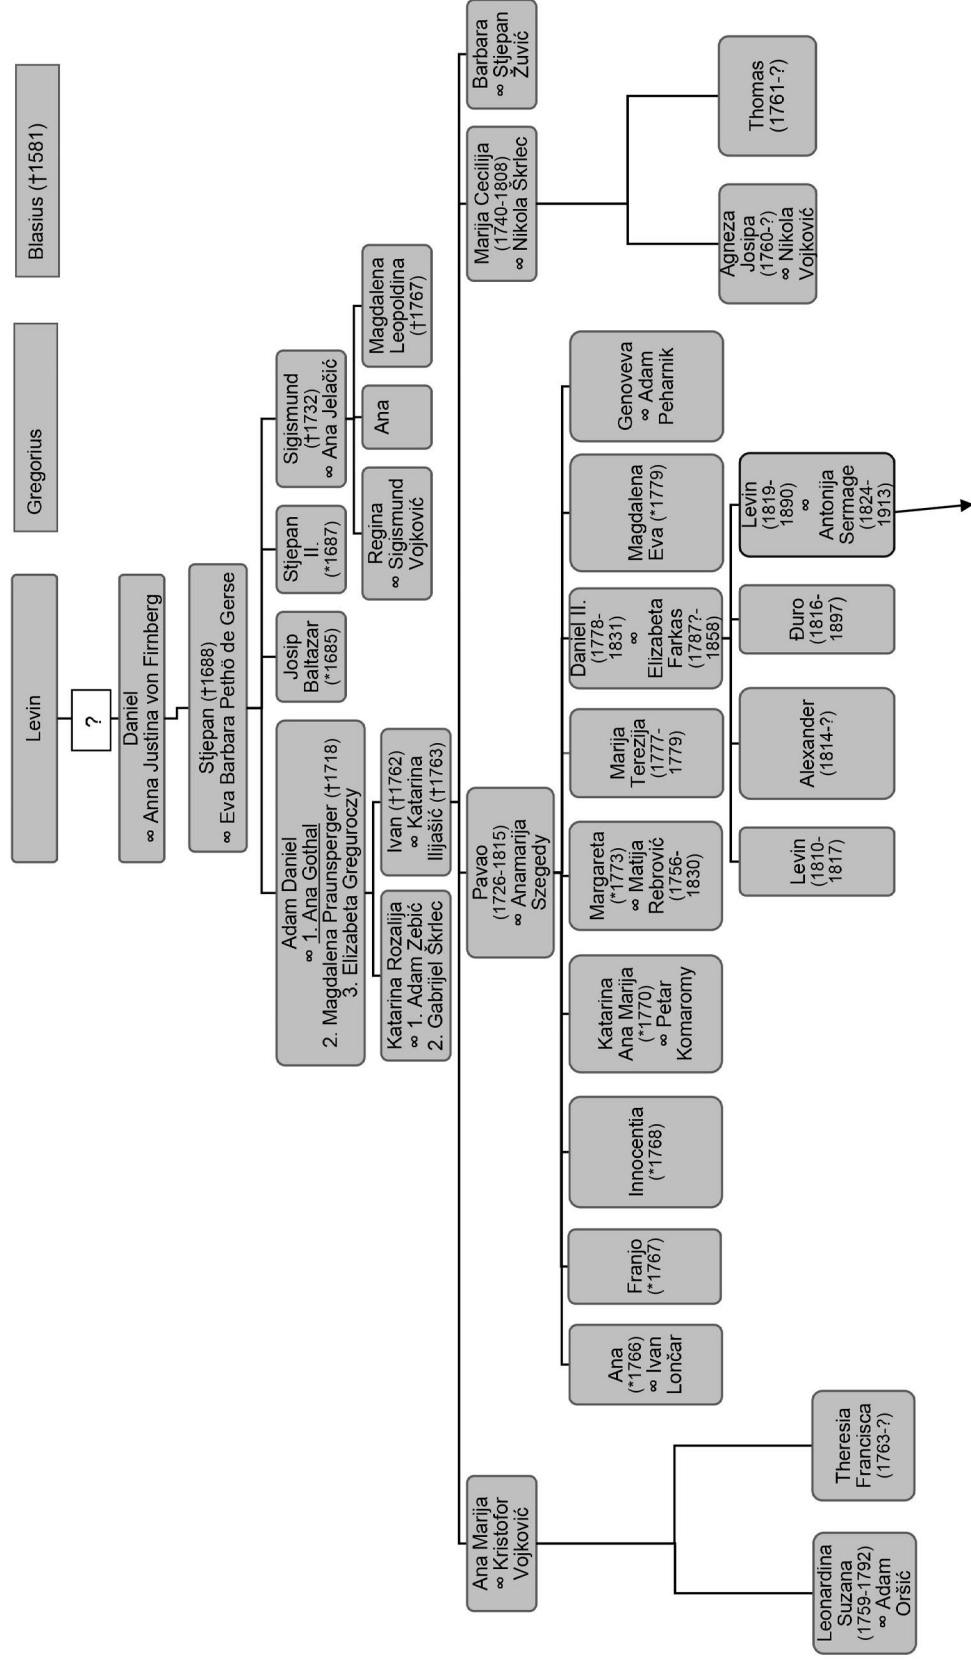 Levin
Gregorius
Blasius (†1581)
?
Daniel
∞ Anna Justina von Firnberg
Stjepan (†1688)
∞ Eva Barbara Pethö de Gerse
Adam Daniel
∞ 1. Ana Gothal
2. Magdalena Praunsperger (†1718)
3. Elizabeta Greguroczy
Josip
Baltazar
(*1685)
Stjepan
II.
(*1687)
Sigismund
(†1732)
∞ Ana Jelačić
Katarina Rozalija
∞ 1. Adam Zebić
2. Gabrijel Škrlec
Ivan (†1762)
∞ Katarina
Ilijašić (†1763)
Regina
∞ Sigismund
Vojković
Ana
Magdalena
Leopoldina
(†1767)
Ana Marija
∞ Kristofor
Vojković
Pavao
(1726-1815)
∞ Anamarija
Szegedy
Marija Cecilija
(1740-1808)
∞ Nikola Škrlec
Barbara
∞ Stjepan
Žuvić
Ana
(*1766)
∞ Ivan
Lončar
Franjo
(*1767)
Innocentia
(*1768)
Katarina
Ana Marija
(*1770)
∞ Petar
Komaromy
Margareta
(*1773)
∞ Matija
Rebrović
(1756-
1830)
Marija
Terezija
(1777-
1779)
Daniel II.
(1778-
1831)
∞
Elizabeta
Farkas
(1787?-
1858)
Magdalena
Eva (*1779)
Genoveva
∞ Adam
Peharnik
Agneza
Josipa
(1760-?)
∞ Nikola
Vojković
Thomas
(1761-?)
Levin
(1810-
1817)
Alexander
(1814-?)
Đuro
(1816-
1897)
Levin
(1819-
1890)
∞
Antonija
Sermage
(1824-
1913)
Leonardina
Suzana
(1759-1792)
∞ Adam
Oršić
Theresia
Francisca
(1763-?)